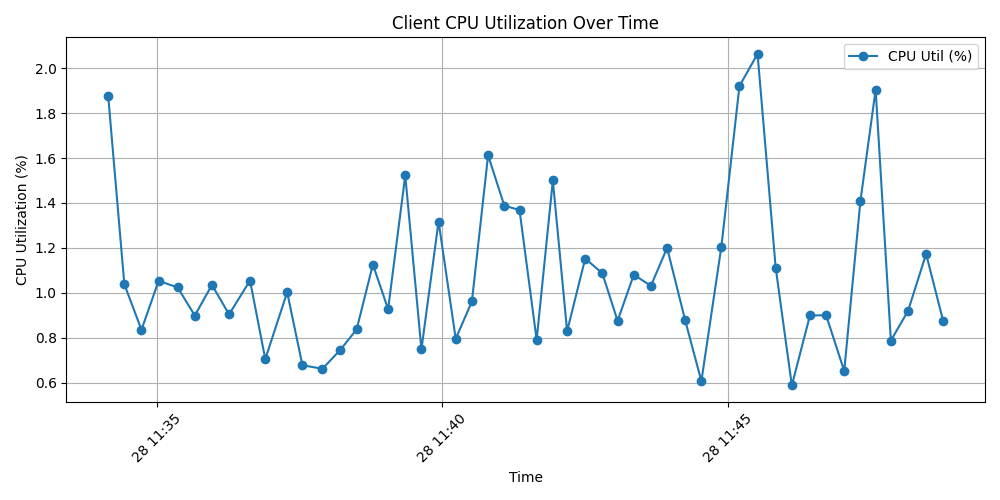 Client CPU Utilization Over Time
CPU Util (%)
CPU Utilization (%)
2.0
1.8
1.6
1.4
1.2
1.0
0.8
0.6
28 11:35
28 11:40
28 11:45
Time